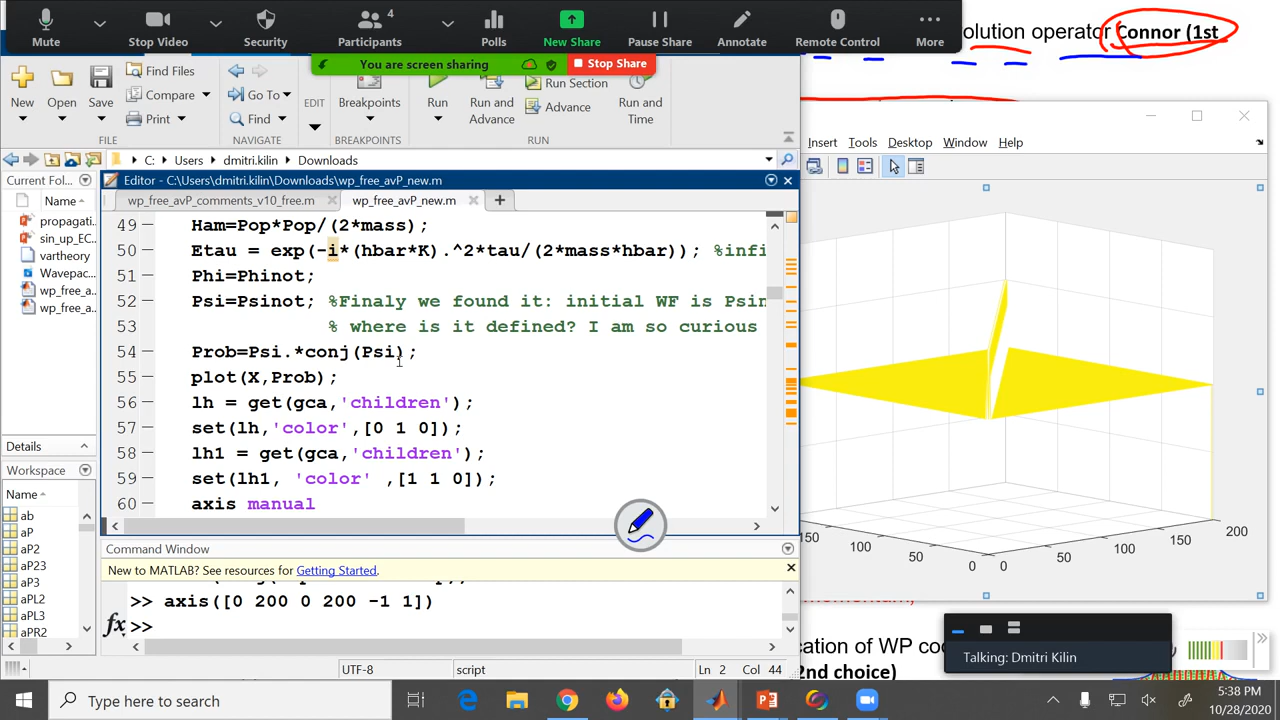 Mute
Stop Video
Security
Participants
4
Polls
New Share
Pause Share
Annotate
Remote Control
More
You are screen sharing
Stop Share
olution operator Connor (1st
New
Open
Save
Find Files
Compare
Print
Go To
Find
FILE
NAVIGATE
EDIT
Breakpoints
BREAKPOINTS
Run
Run and
Advance
Run Section
Advance
Run and
Time
RUN
C:
Users
dmitri.kilin
Downloads
Current Fol...
Name
propagati
sin_up_EC
vartheory
Wavepac
wp_free_a
Details
Workspace
Name
ab
aP
aP2
aP23
aP3
aPL2
aPL3
aPR2
Editor - C:\Users\dmitri.kilin\Downloads\wp_free_avP_new.m
wp_free_avP_comments_v10_free.m
wp_free_avP_new.m
49 Ham=Pop*Pop/(2*mass);
50 Etau = exp(-i*(hbar*K).^2*tau/(2*mass*hbar)); %infi
51 Phi=Phinot;
52 Psi=Psinot; %Finaly we found it: initial WF is Psin
53 % where is it defined? I am so curious
54 Prob=Psi.*conj(Psi);
55 plot(X,Prob);
56 lh = get(gca,'children');
57 set(lh,'color',[0 1 0]);
58 lh1 = get(gca,'children');
59 set(lh1, 'color' ,[1 1 0]);
60 axis manual
Command Window
New to MATLAB? See resources for Getting Started.
>> axis([0 200 0 200 -1 1])
fx >>
UTF-8
script
Ln 2
Col 44
Insert
Tools
Desktop
Window
Help
150
100
50
0
0
50
100
150
200
cation of WP coo
2nd choice)
Talking: Dmitri Kilin
Type here to search
5:38 PM
10/28/2020